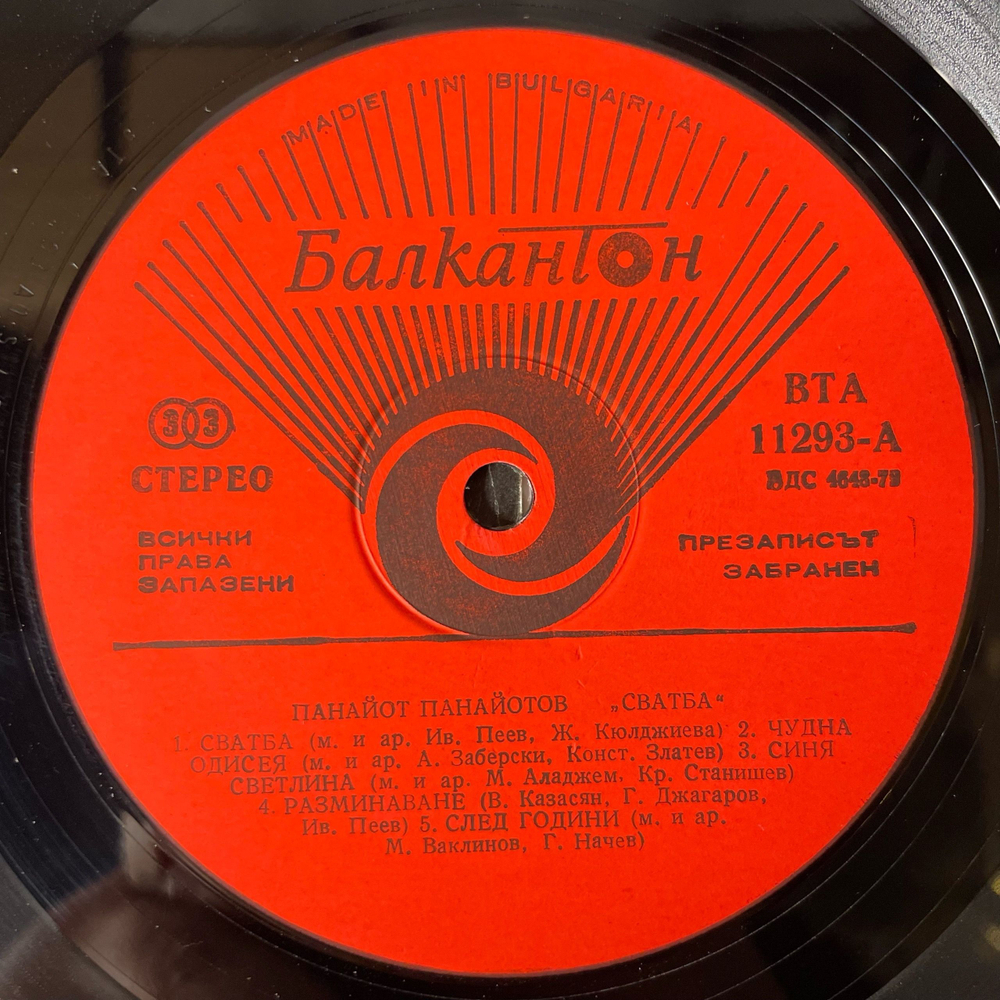 MADE IN BULGARIA
Балкантон
33
СТЕРЕО
ВТА
11293-А
БДС 4643-79
ВСИЧКИ
ПРАВА
ЗАПАЗЕНИ
ПРЕЗАПИСЪТ
ЗАБРАНЕН
ПАНАЙОТ ПАНАЙОТОВ „СВАТБА“
1. СВАТБА (м. и ар. Ив. Пеев, Ж. Кюлджиева) 2. ЧУДНА
ОДИСЕЯ (м. и ар. А. Заберски, Конст. Златев) 3. СИНЯ
СВЕТЛИНА (м. и ар. М. Аладжем, Кр. Станишев)
4. РАЗМИНАВАНЕ (В. Казасян, Г. Джагаров,
Ив. Пеев) 5. СЛЕД ГОДИНИ (м. и ар.
М. Ваклинов, Г. Начев)